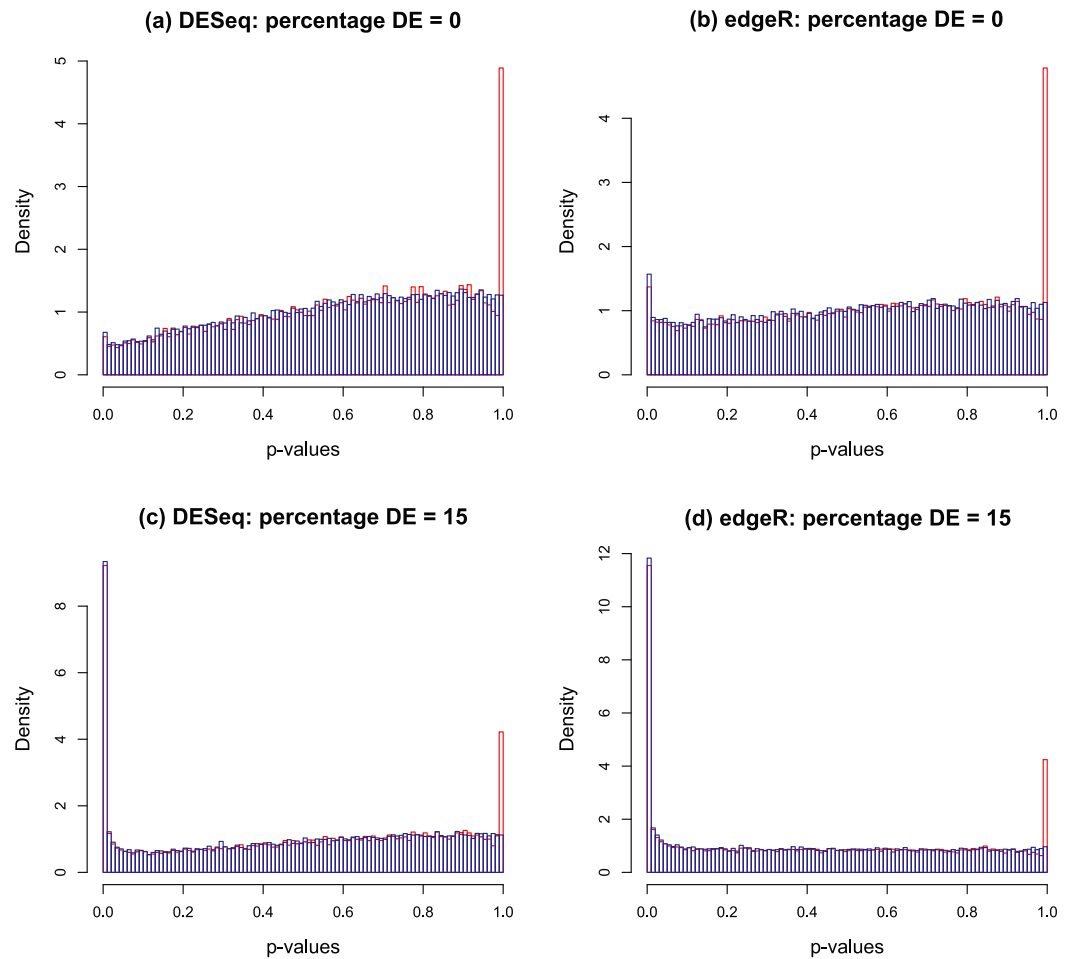 (a) DESeq: percentage DE = 0
5
4
3
2
1
0
Density
0.0 0.2 0.4 0.6 0.8 1.0
p-values
(b) edgeR: percentage DE = 0
4
3
2
1
0
Density
0.0 0.2 0.4 0.6 0.8 1.0
p-values
(c) DESeq: percentage DE = 15
8
6
4
2
0
Density
0.0 0.2 0.4 0.6 0.8 1.0
p-values
(d) edgeR: percentage DE = 15
12
10
8
6
4
2
0
Density
0.0 0.2 0.4 0.6 0.8 1.0
p-values